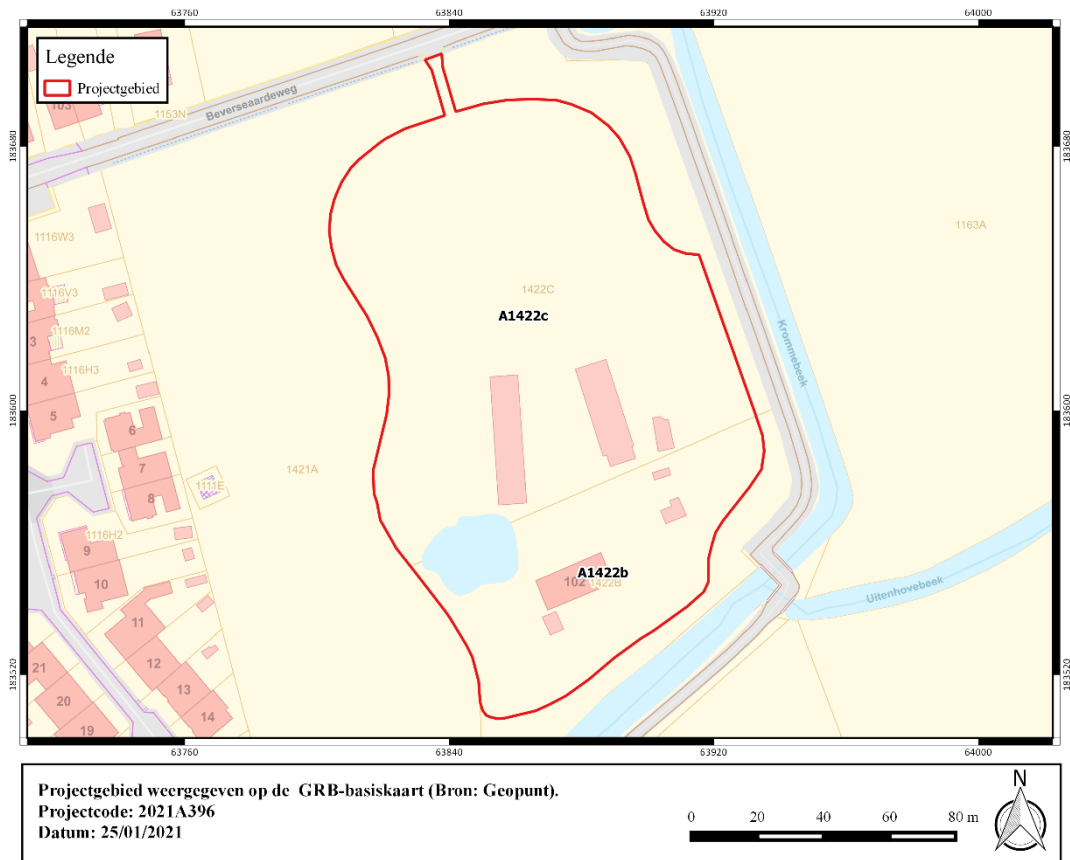 63760
63840
63920
64000
Legende
Projectgebied
103
1153N
Beverseaardeweg
183680
183680
1116W3
1163A
1116V3
1422C
A1422c
1116M2
3
1116H3
Krommebeek
4
5
183600
183600
6
7
1421A
8
1111E
1116H2
9
10
102
A1422b
1422B
Uitenhovebeek
11
12
21
13
20
14
19
183520
183520
63760
63840
63920
64000
Projectgebied weergegeven op de GRB-basiskaart (Bron: Geopunt).
Projectcode: 2021A396
Datum: 25/01/2021
0 20 40 60 80 m
N